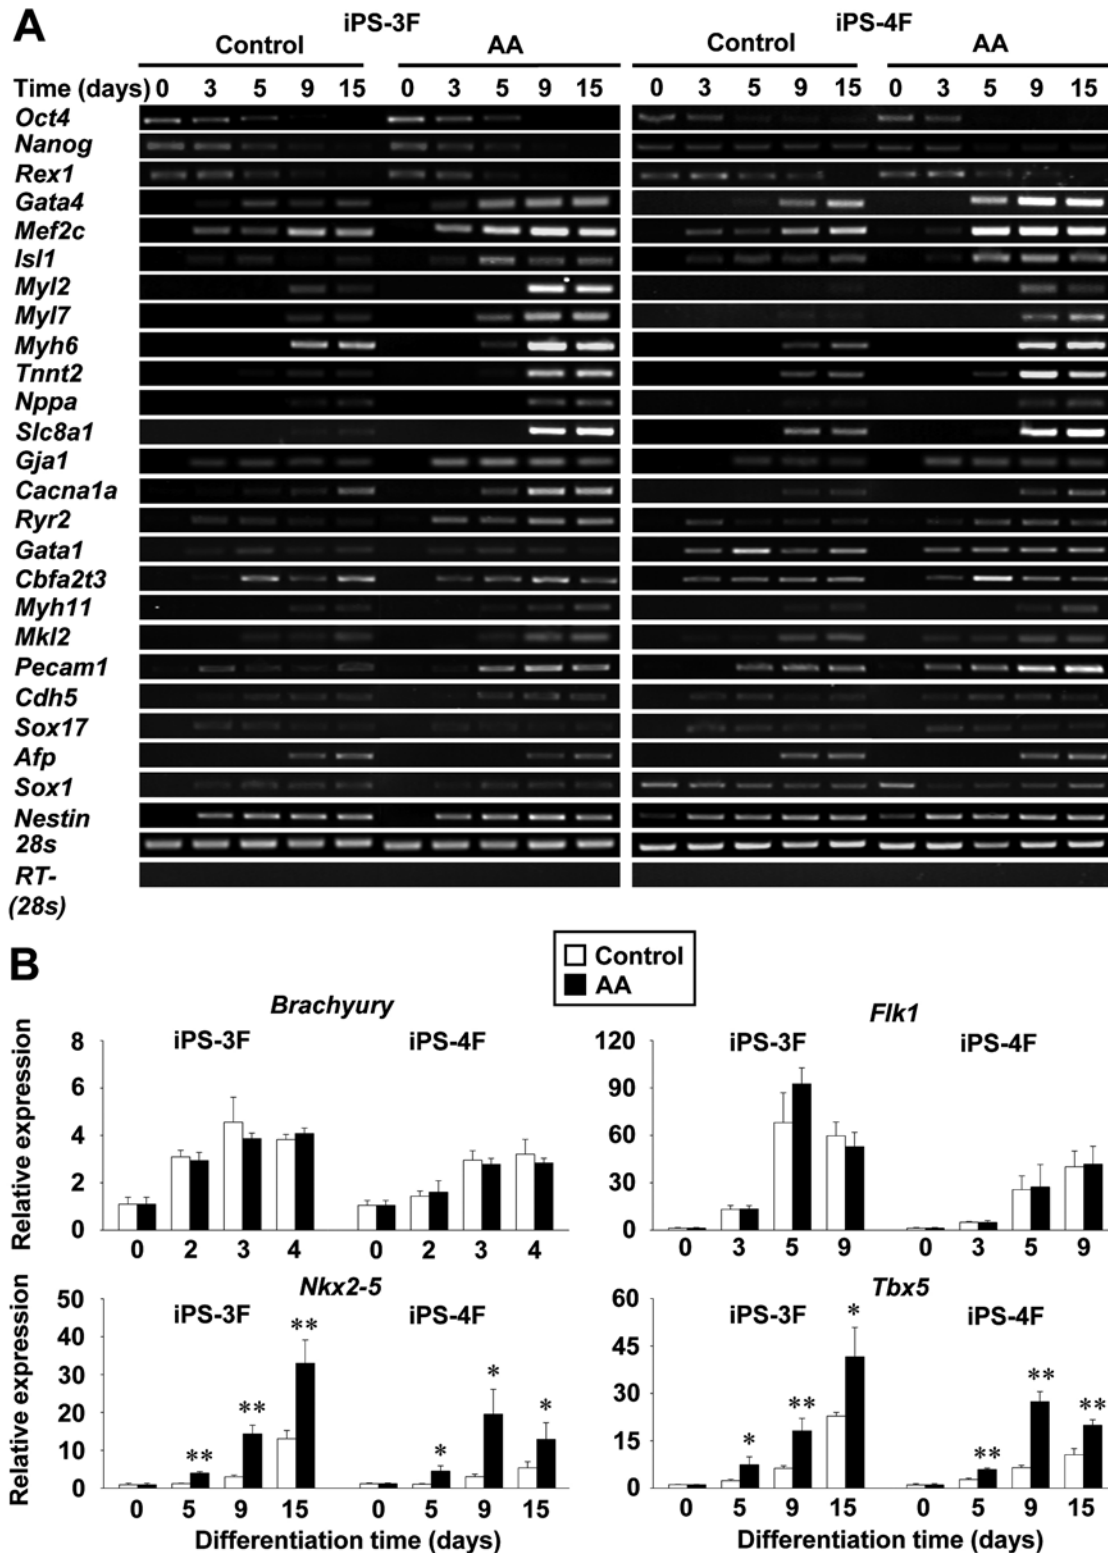 A
iPS-3F iPS-4F
Control AA Control AA
Time (days) 0 3 5 9 15 0 3 5 9 15 0 3 5 9 15 0 3 5 9 15
Oct4
Nanog
Rex1
Gata4
Mef2c
Isl1
Myl2
Myl7
Myh6
Tnnt2
Nppa
Slc8a1
Gja1
Cacna1a
Ryr2
Gata1
Cbfa2t3
Myh11
Mkl2
Pecam1
Cdh5
Sox17
Afp
Sox1
Nestin
28s
RT-
(28s)
B
Control
AA
Brachyury
Relative expression
8
6
4
2
0
iPS-3F iPS-4F
0 2 3 4 0 2 3 4
Flk1
120
90
60
30
0
iPS-3F iPS-4F
0 3 5 9 0 3 5 9
Nkx2-5
Relative expression
50
40
30
20
10
0
iPS-3F iPS-4F
** ** ** * * *
0 5 9 15 0 5 9 15
Differentiation time (days)
Tbx5
60
45
30
15
0
iPS-3F iPS-4F
* ** * ** ** **
0 5 9 15 0 5 9 15
Differentiation time (days)